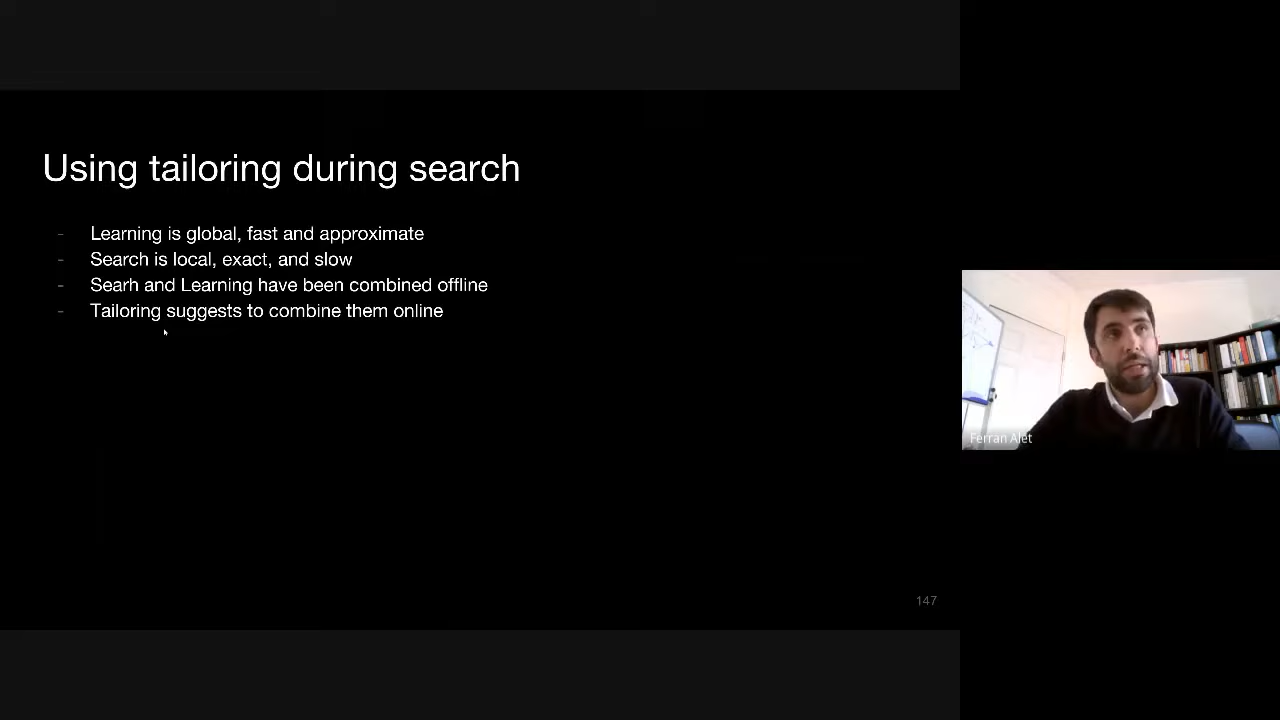 Using tailoring during search
- Learning is global, fast and approximate
- Search is local, exact, and slow
- Searh and Learning have been combined offline
- Tailoring suggests to combine them online
Ferran Alet
147